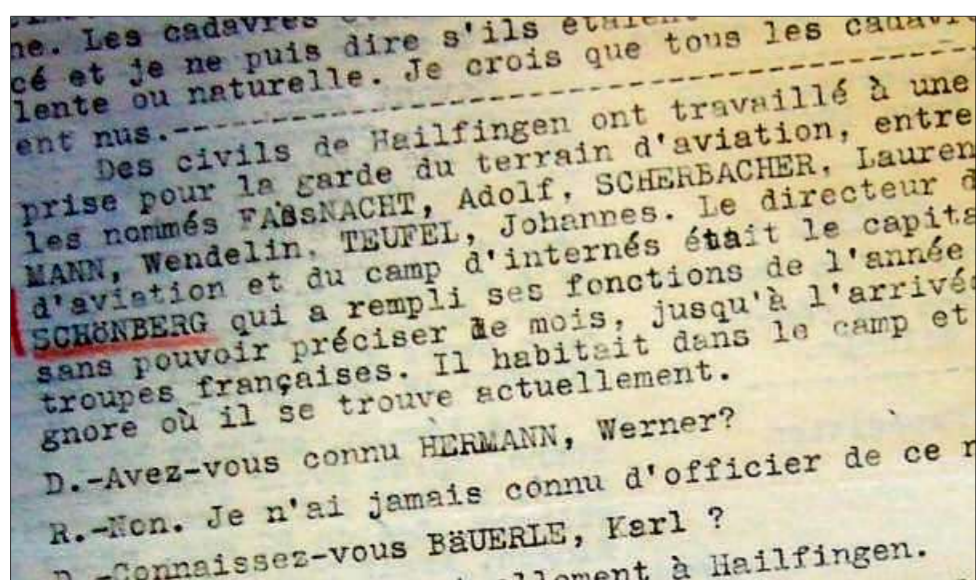 ne. Les cadavres
cé et je ne puis dire s'ils étaient
lente ou naturelle. Je crois que tous les cadavr
ent nus.--------------------
Des civils de Hailfingen ont travaillé à une
prise pour la garde du terrain d'aviation, entre
les nommés FASSNACHT, Adolf, SCHERBACHER, Lauren
MANN, Wendelin, TEUFEL, Johannes. Le directeur d
d'aviation et du camp d'internés était le capita
SCHÖNBERG qui a rempli ses fonctions de l'année
sans pouvoir préciser le mois, jusqu'à l'arrivé
troupes françaises. Il habitait dans le camp et
gnore où il se trouve actuellement.
D.-Avez-vous connu HERMANN, Werner?
R.-Non. Je n'ai jamais connu d'officier de ce n
D.-Connaissez-vous BÄUERLE, Karl ?
à Hailfingen.